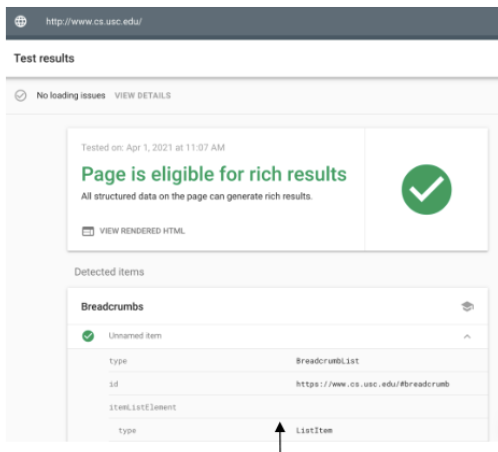 http://www.cs.usc.edu/
Test results
No loading issues VIEW DETAILS
Tested on: Apr 1, 2021 at 11:07 AM
Page is eligible for rich results
All structured data on the page can generate rich results.
VIEW RENDERED HTML
Detected items
Breadcrumbs
Unnamed item
type BreadcrumbList
id https://www.cs.usc.edu/#breadcrumb
itemListElement
type ListItem